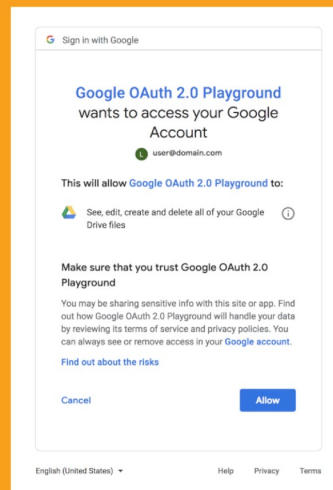 Sign in with Google
Google OAuth 2.0 Playground
wants to access your Google
Account
L user@domain.com
This will allow Google OAuth 2.0 Playground to:
See, edit, create and delete all of your Google
Drive files
Make sure that you trust Google OAuth 2.0
Playground
You may be sharing sensitive info with this site or app. Find
out how Google OAuth 2.0 Playground will handle your data
by reviewing its terms of service and privacy policies. You
can always see or remove access in your Google account.
Find out about the risks
Cancel Allow
English (United States) Help Privacy Terms